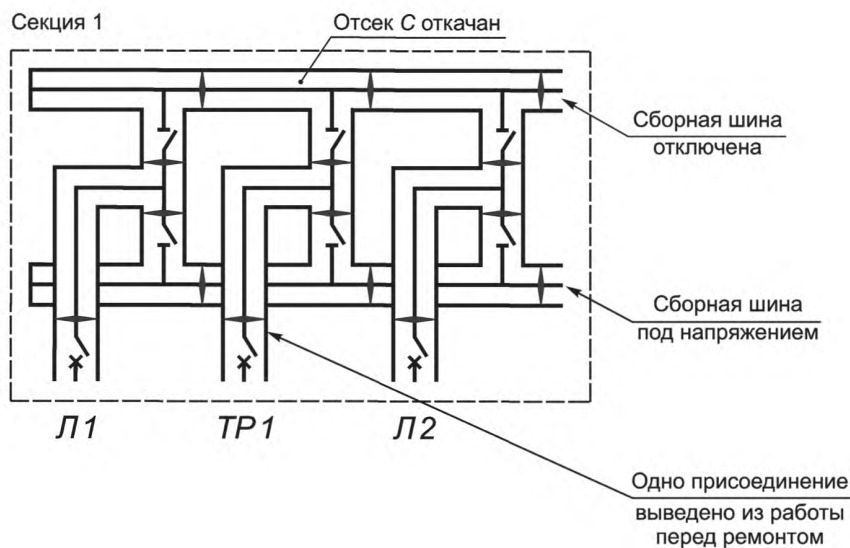 Секция 1
Отсек С откачан
Сборная шина
отключена
Сборная шина
под напряжением
Л1
ТР1
Л2
Одно присоединение
выведено из работы
перед ремонтом